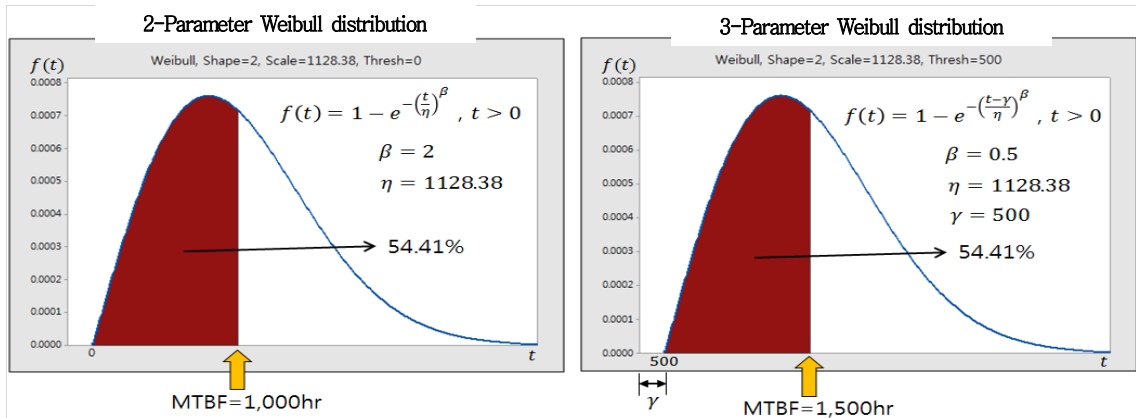 2-Parameter Weibull distribution
Weibull, Shape=2, Scale=1128.38, Thresh=0
f(t)
0.0008
0.0007
0.0006
0.0005
0.0004
0.0003
0.0002
0.0001
0.0000
f(t) = 1 − e^{−(t/η)^β} , t > 0
β = 2
η = 1128.38
54.41%
0
t
MTBF=1,000hr
3-Parameter Weibull distribution
Weibull, Shape=2, Scale=1128.38, Thresh=500
f(t)
0.0008
0.0007
0.0006
0.0005
0.0004
0.0003
0.0002
0.0001
0.0000
f(t) = 1 − e^{−((t−γ)/η)^β} , t > 0
β = 0.5
η = 1128.38
γ = 500
54.41%
500
t
γ
MTBF=1,500hr